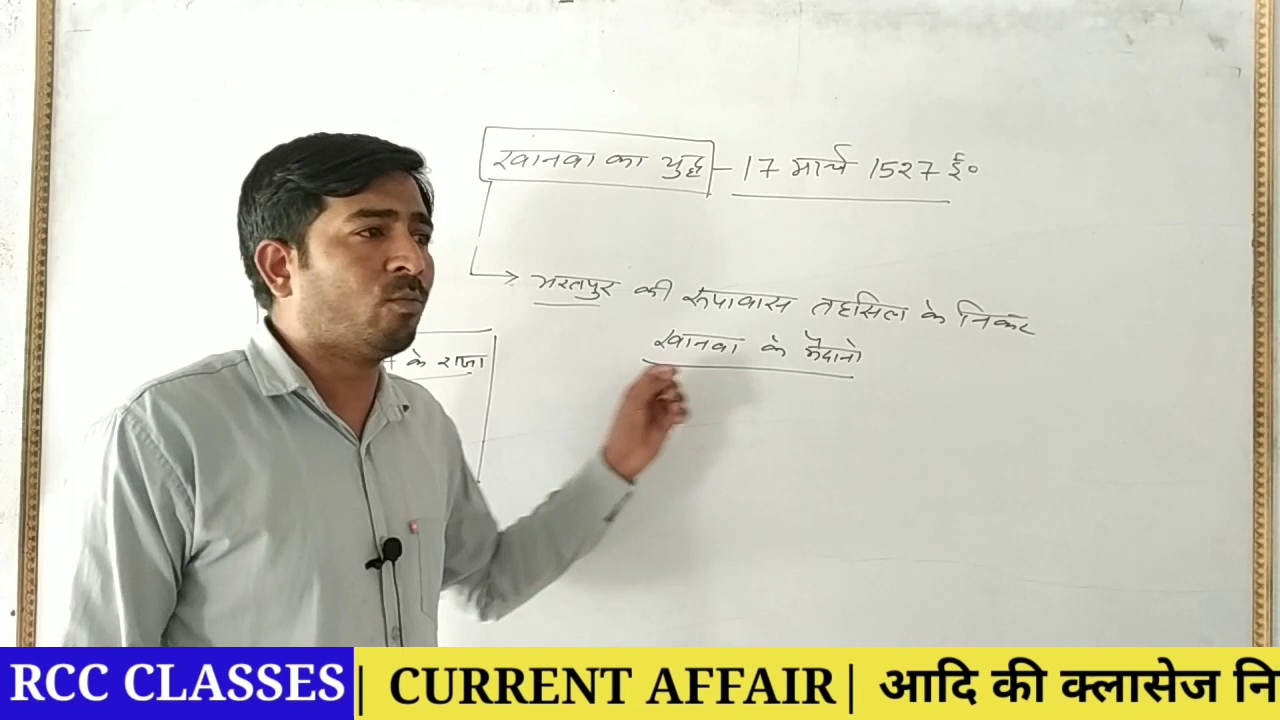 खानवा का युद्ध - 17 मार्च 1527 ई०
भरतपुर की रूपावास तहसिल के निकट
खानवा के मैदानो
के राजा
RCC CLASSES | CURRENT AFFAIR | आदि की क्लासेज नि